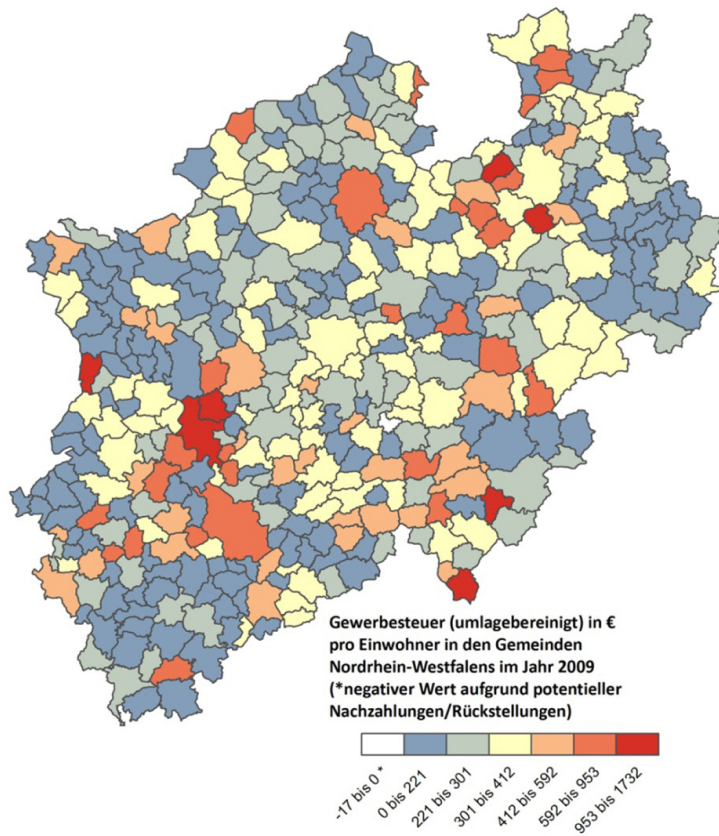 Gewerbesteuer (umlagebereinigt) in €
pro Einwohner in den Gemeinden
Nordrhein-Westfalens im Jahr 2009
(*negativer Wert aufgrund potentieller
Nachzahlungen/Rückstellungen)
-17 bis 0 *
0 bis 221
221 bis 301
301 bis 412
412 bis 592
592 bis 953
953 bis 1732